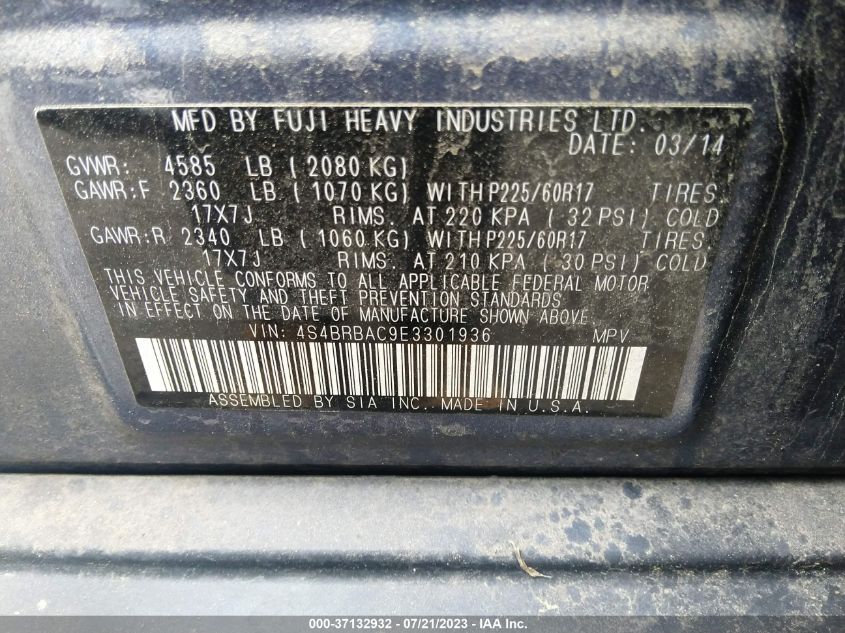 MFD BY FUJI HEAVY INDUSTRIES LTD.
DATE: 03/14
GVWR: 4585 LB ( 2080 KG)
GAWR:F 2360 LB ( 1070 KG) WITH P225/60R17 TIRES.
17X7J RIMS. AT 220 KPA ( 32 PSI) COLD
GAWR:R 2340 LB ( 1060 KG) WITH P225/60R17 TIRES.
17X7J RIMS. AT 210 KPA ( 30 PSI) COLD
THIS VEHICLE CONFORMS TO ALL APPLICABLE FEDERAL MOTOR
VEHICLE SAFETY AND THEFT PREVENTION STANDARDS
IN EFFECT ON THE DATE OF MANUFACTURE SHOWN ABOVE.
VIN: 4S4BRBAC9E3301936 MPV
ASSEMBLED BY SIA INC. MADE IN U.S.A.
000-37132932 - 07/21/2023 - IAA Inc.